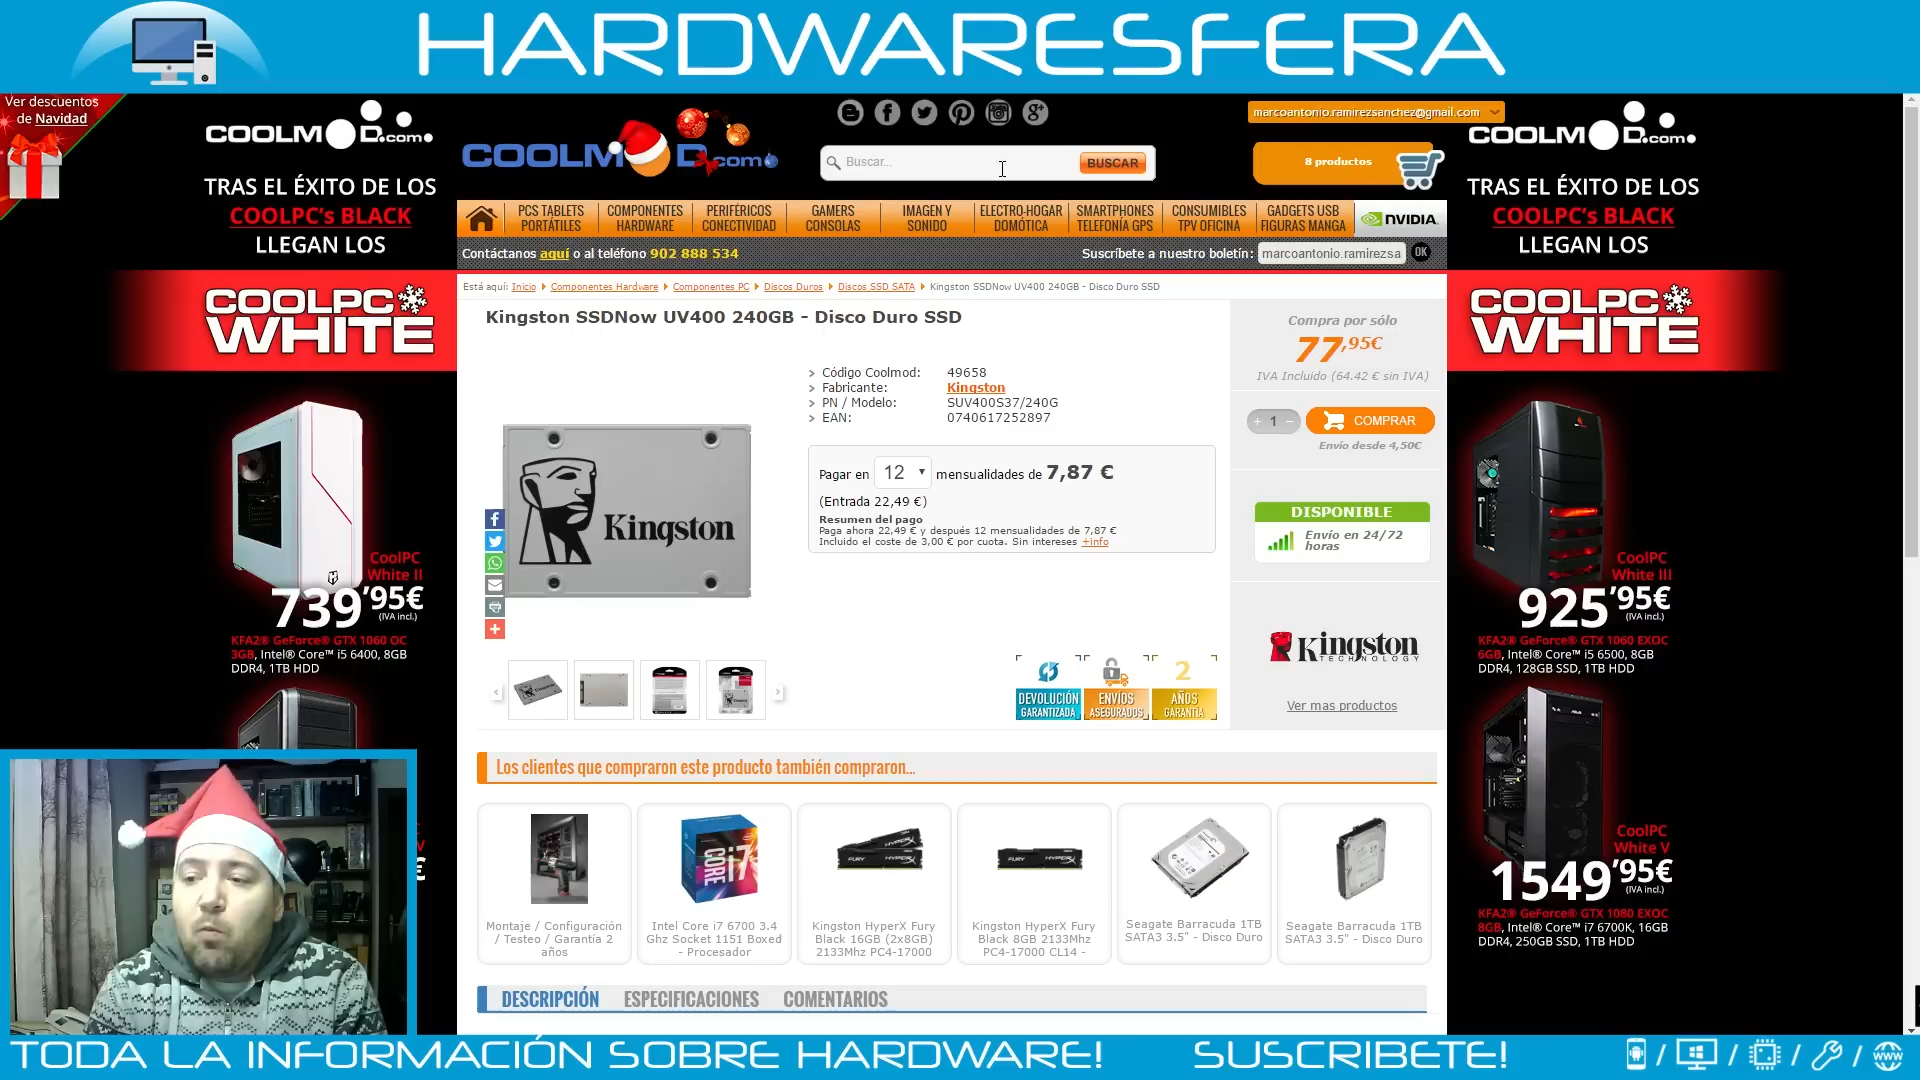 HARDWARESFERA
Ver descuentos
de Navidad
COOLMOD.com
TRAS EL ÉXITO DE LOS
COOLPC's BLACK
LLEGAN LOS
COOLPC
WHITE
CoolPC
White II
739'95€
(IVA incl.)
KFA2® GeForce® GTX 1060 OC
3GB, Intel® Core™ i5 6400, 8GB
DDR4, 1TB HDD
COOLMOD.com
Buscar...
BUSCAR
marcoantonio.ramirezsanchez@gmail.com
8 productos
PCS TABLETS
PORTÁTILES
COMPONENTES
HARDWARE
PERIFÉRICOS
CONECTIVIDAD
GAMERS
CONSOLAS
IMAGEN Y
SONIDO
ELECTRO-HOGAR
DOMÓTICA
SMARTPHONES
TELEFONÍA GPS
CONSUMIBLES
TPV OFICINA
GADGETS USB
FIGURAS MANGA
NVIDIA.
Contáctanos aquí o al teléfono 902 888 534
Suscríbete a nuestro boletín: marcoantonio.ramirezsa OK
Está aquí: Inicio Componentes Hardware Componentes PC Discos Duros Discos SSD SATA Kingston SSDNow UV400 240GB - Disco Duro SSD
Kingston SSDNow UV400 240GB - Disco Duro SSD
Kingston
Código Coolmod: 49658
Fabricante: Kingston
PN / Modelo: SUV400S37/240G
EAN: 0740617252897
Pagar en 12 mensualidades de 7,87 €
(Entrada 22,49 €)
Resumen del pago
Paga ahora 22,49 € y después 12 mensualidades de 7,87 €
Incluido el coste de 3,00 € por cuota. Sin intereses +info
DEVOLUCIÓN
GARANTIZADA
ENVÍOS
ASEGURADOS
2
AÑOS
GARANTIA
Compra por sólo
77,95€
IVA Incluido (64.42 € sin IVA)
+ 1 −
COMPRAR
Envío desde 4,50€
DISPONIBLE
Envío en 24/72
horas
Kingston
TECHNOLOGY
Ver mas productos
Los clientes que compraron este producto también compraron...
CORE i7
FURY HYPERX
FURY HYPERX
Montaje / Configuración
/ Testeo / Garantía 2
años
Intel Core i7 6700 3.4
Ghz Socket 1151 Boxed
- Procesador
Kingston HyperX Fury
Black 16GB (2x8GB)
2133Mhz PC4-17000
Kingston HyperX Fury
Black 8GB 2133Mhz
PC4-17000 CL14 -
Seagate Barracuda 1TB
SATA3 3.5" - Disco Duro
Seagate Barracuda 1TB
SATA3 3.5" - Disco Duro
DESCRIPCIÓN
ESPECIFICACIONES
COMENTARIOS
COOLMOD.com
TRAS EL ÉXITO DE LOS
COOLPC's BLACK
LLEGAN LOS
COOLPC
WHITE
CoolPC
White III
925'95€
(IVA incl.)
KFA2® GeForce® GTX 1060 EXOC
6GB, Intel® Core™ i5 6500, 8GB
DDR4, 128GB SSD, 1TB HDD
CoolPC
White V
1549'95€
(IVA incl.)
KFA2® GeForce® GTX 1080 EXOC
8GB, Intel® Core™ i7 6700K, 16GB
DDR4, 250GB SSD, 1TB HDD
TODA LA INFORMACIÓN SOBRE HARDWARE! SUSCRIBETE!
WWW